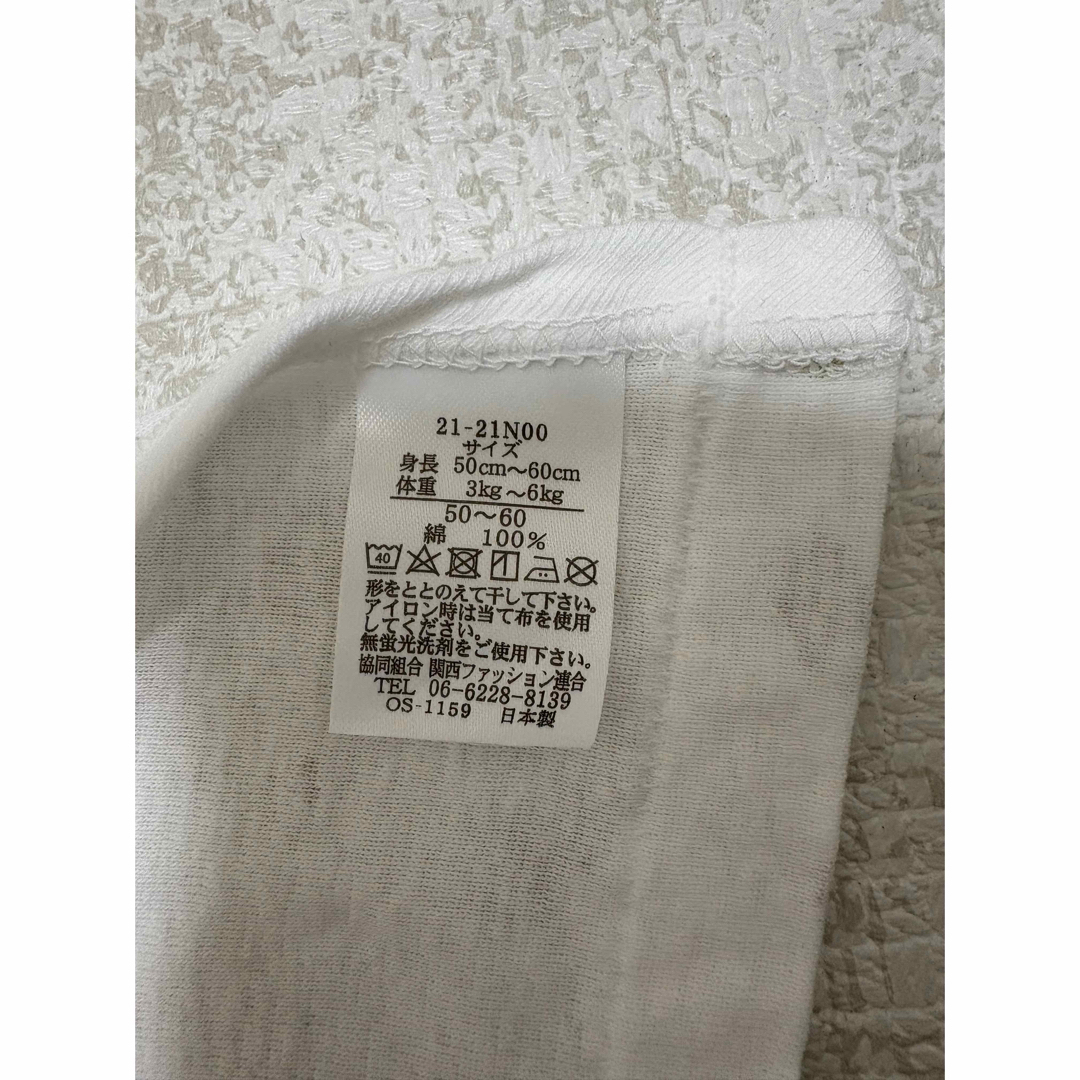 21-21N00
サイズ
身長 50cm～60cm
体重 3kg～6kg
50～60
綿 100%
40
形をととのえて干して下さい。
アイロン時は当て布を使用
してください。
無蛍光洗剤をご使用下さい。
協同組合 関西ファッション連合
TEL 06-6228-8139
OS-1159 日本製